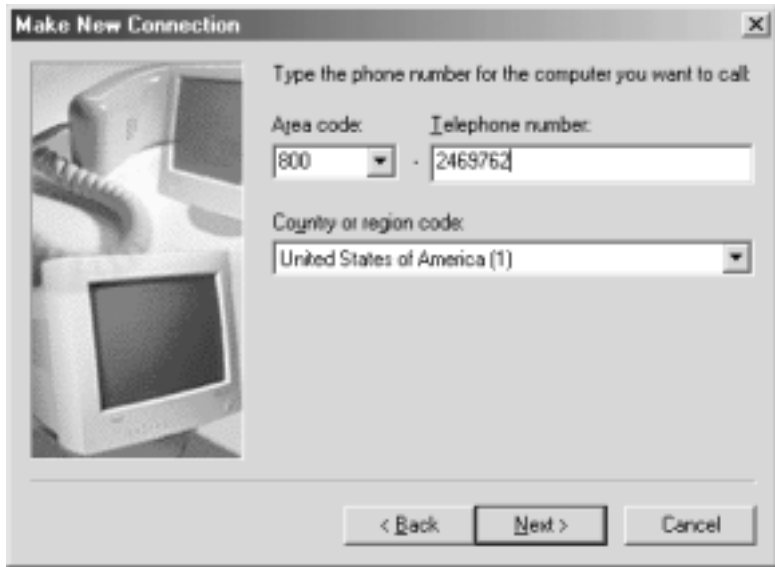 Make New Connection
Type the phone number for the computer you want to call:
Area code: Telephone number:
800 - 2469762
Country or region code:
United States of America (1)
< Back Next > Cancel